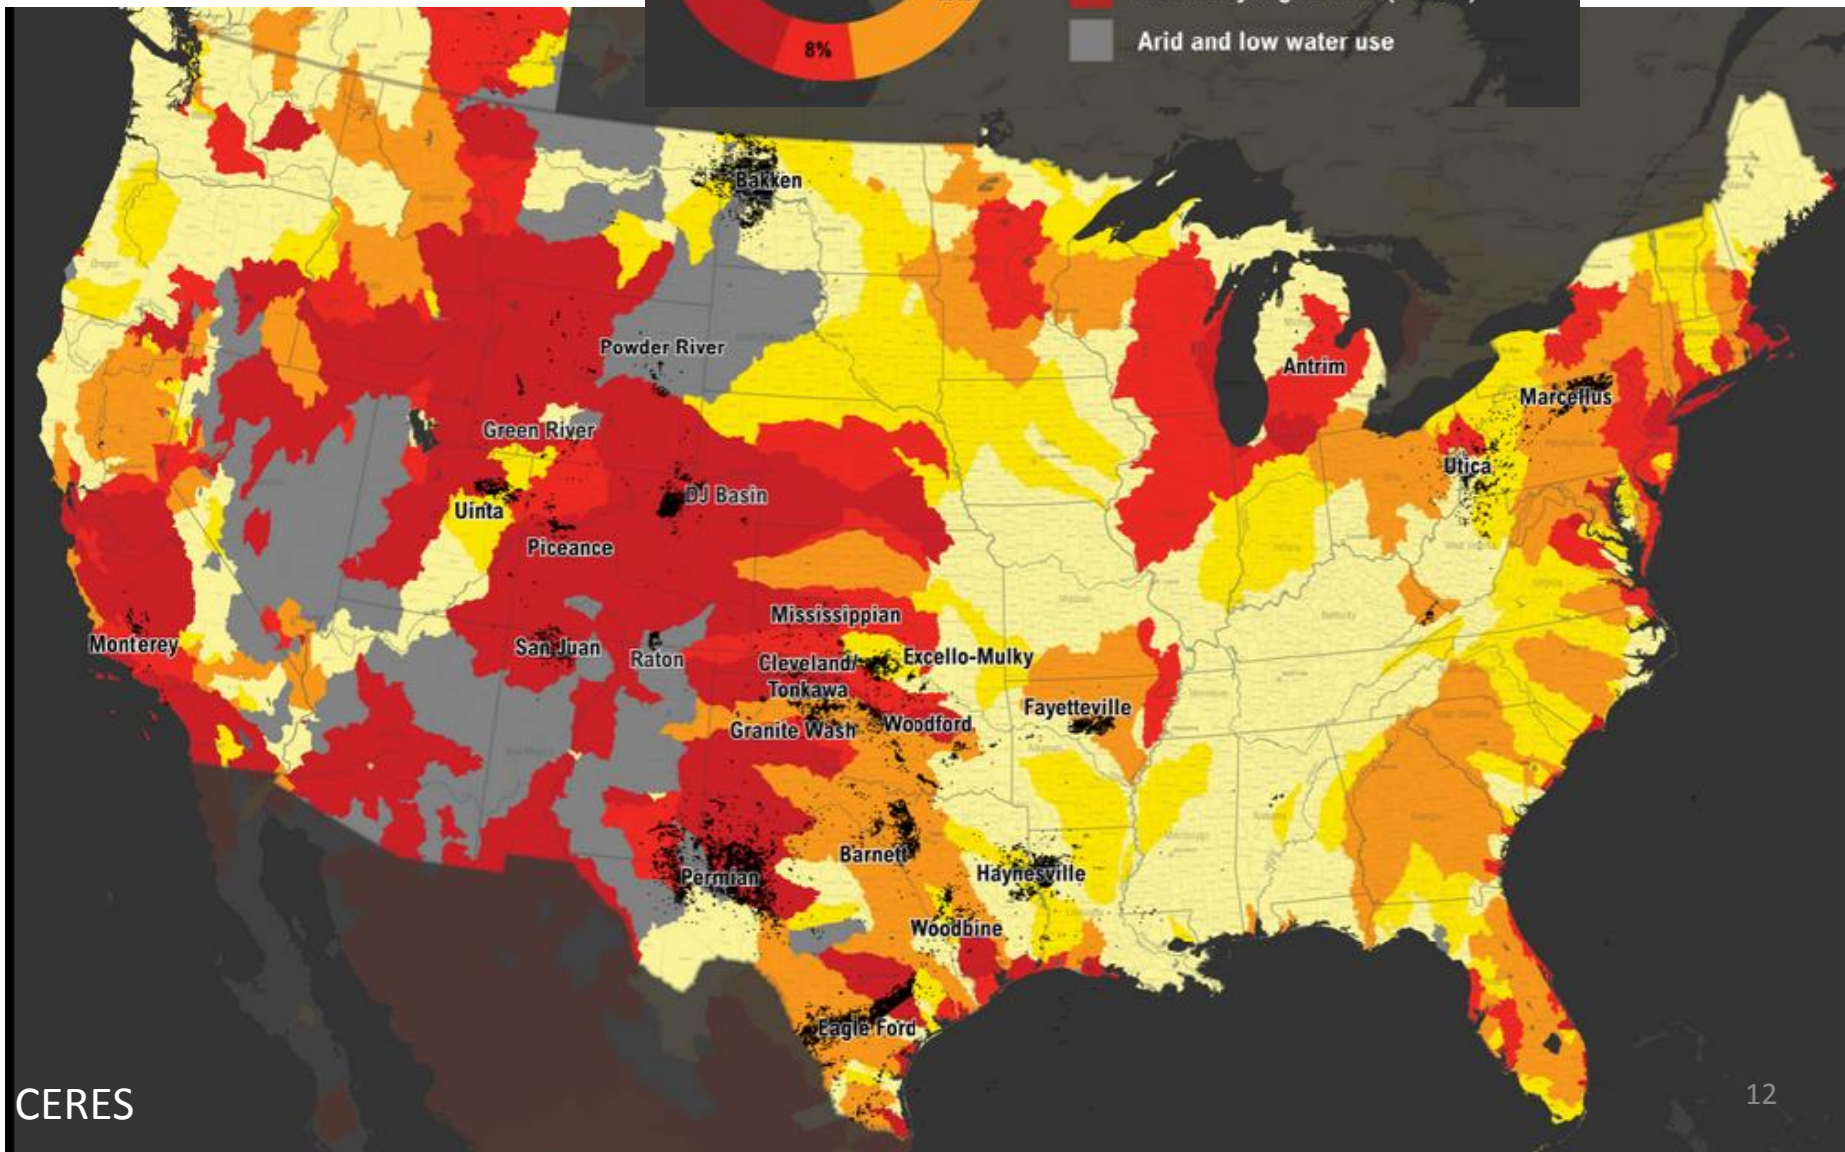 8%
Arid and low water use
Bakken
Powder River
Antrim
Marcellus
Green River
Utica
DJ Basin
Uinta
Piceance
Mississippian
Monterey
San Juan
Raton
Cleveland/
Tonkawa
Excello-Mulky
Granite Wash
Woodford
Fayetteville
Barnett
Permian
Haynesville
Woodbine
Eagle Ford
CERES
12